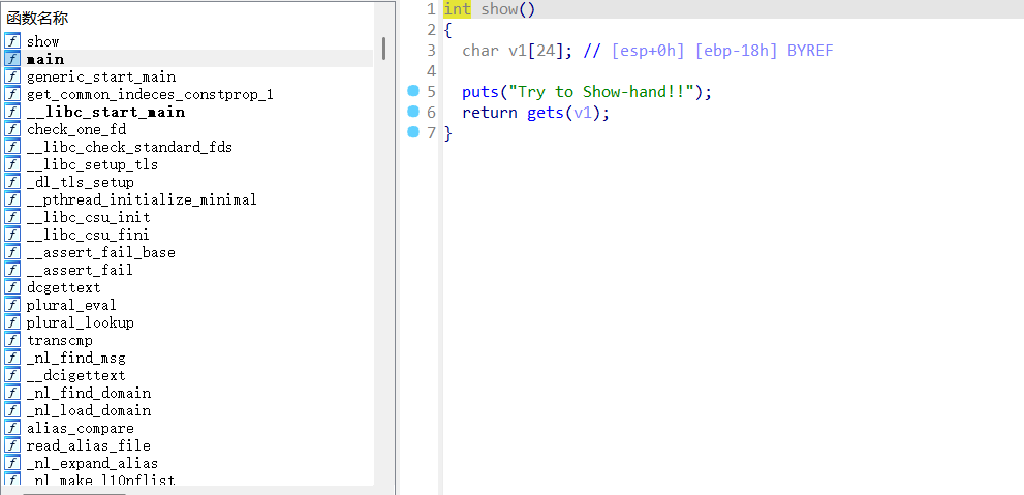 函数名称
f show
f main
f generic_start_main
f get_common_indeces_constprop_1
f __libc_start_main
f check_one_fd
f __libc_check_standard_fds
f __libc_setup_tls
f _dl_tls_setup
f __pthread_initialize_minimal
f __libc_csu_init
f __libc_csu_fini
f __assert_fail_base
f __assert_fail
f dcgettext
f plural_eval
f plural_lookup
f transcmp
f _nl_find_msg
f __dcigettext
f _nl_find_domain
f _nl_load_domain
f alias_compare
f read_alias_file
f _nl_expand_alias
f _nl_make_l10nflist
1 int show()
2 {
3 char v1[24]; // [esp+0h] [ebp-18h] BYREF
4
5 puts("Try to Show-hand!!");
6 return gets(v1);
7 }